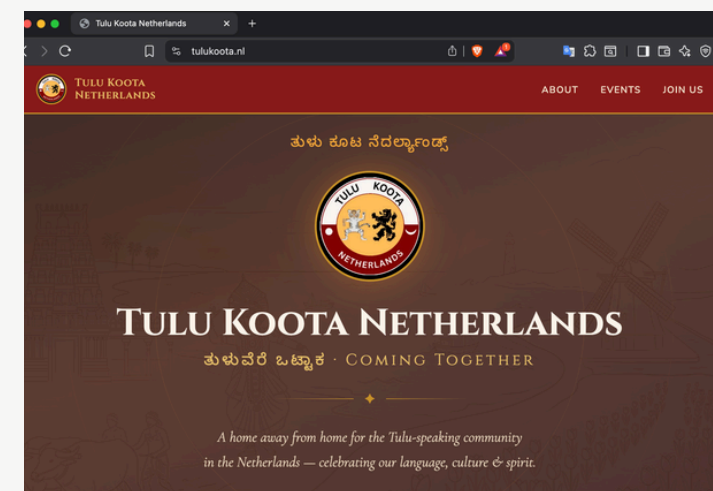 Tulu Koota Netherlands
tulukoota.nl
TULU KOOTA
NETHERLANDS
ABOUT EVENTS JOIN US
ತುಳು ಕೂಟ ನೆದರ್ಲ್ಯಾಂಡ್ಸ್
TULU KOOTA
NETHERLANDS
TULU KOOTA NETHERLANDS
ತುಳುವೆರೆ ಒಟ್ಟಾಕ · COMING TOGETHER
A home away from home for the Tulu-speaking community
in the Netherlands — celebrating our language, culture & spirit.